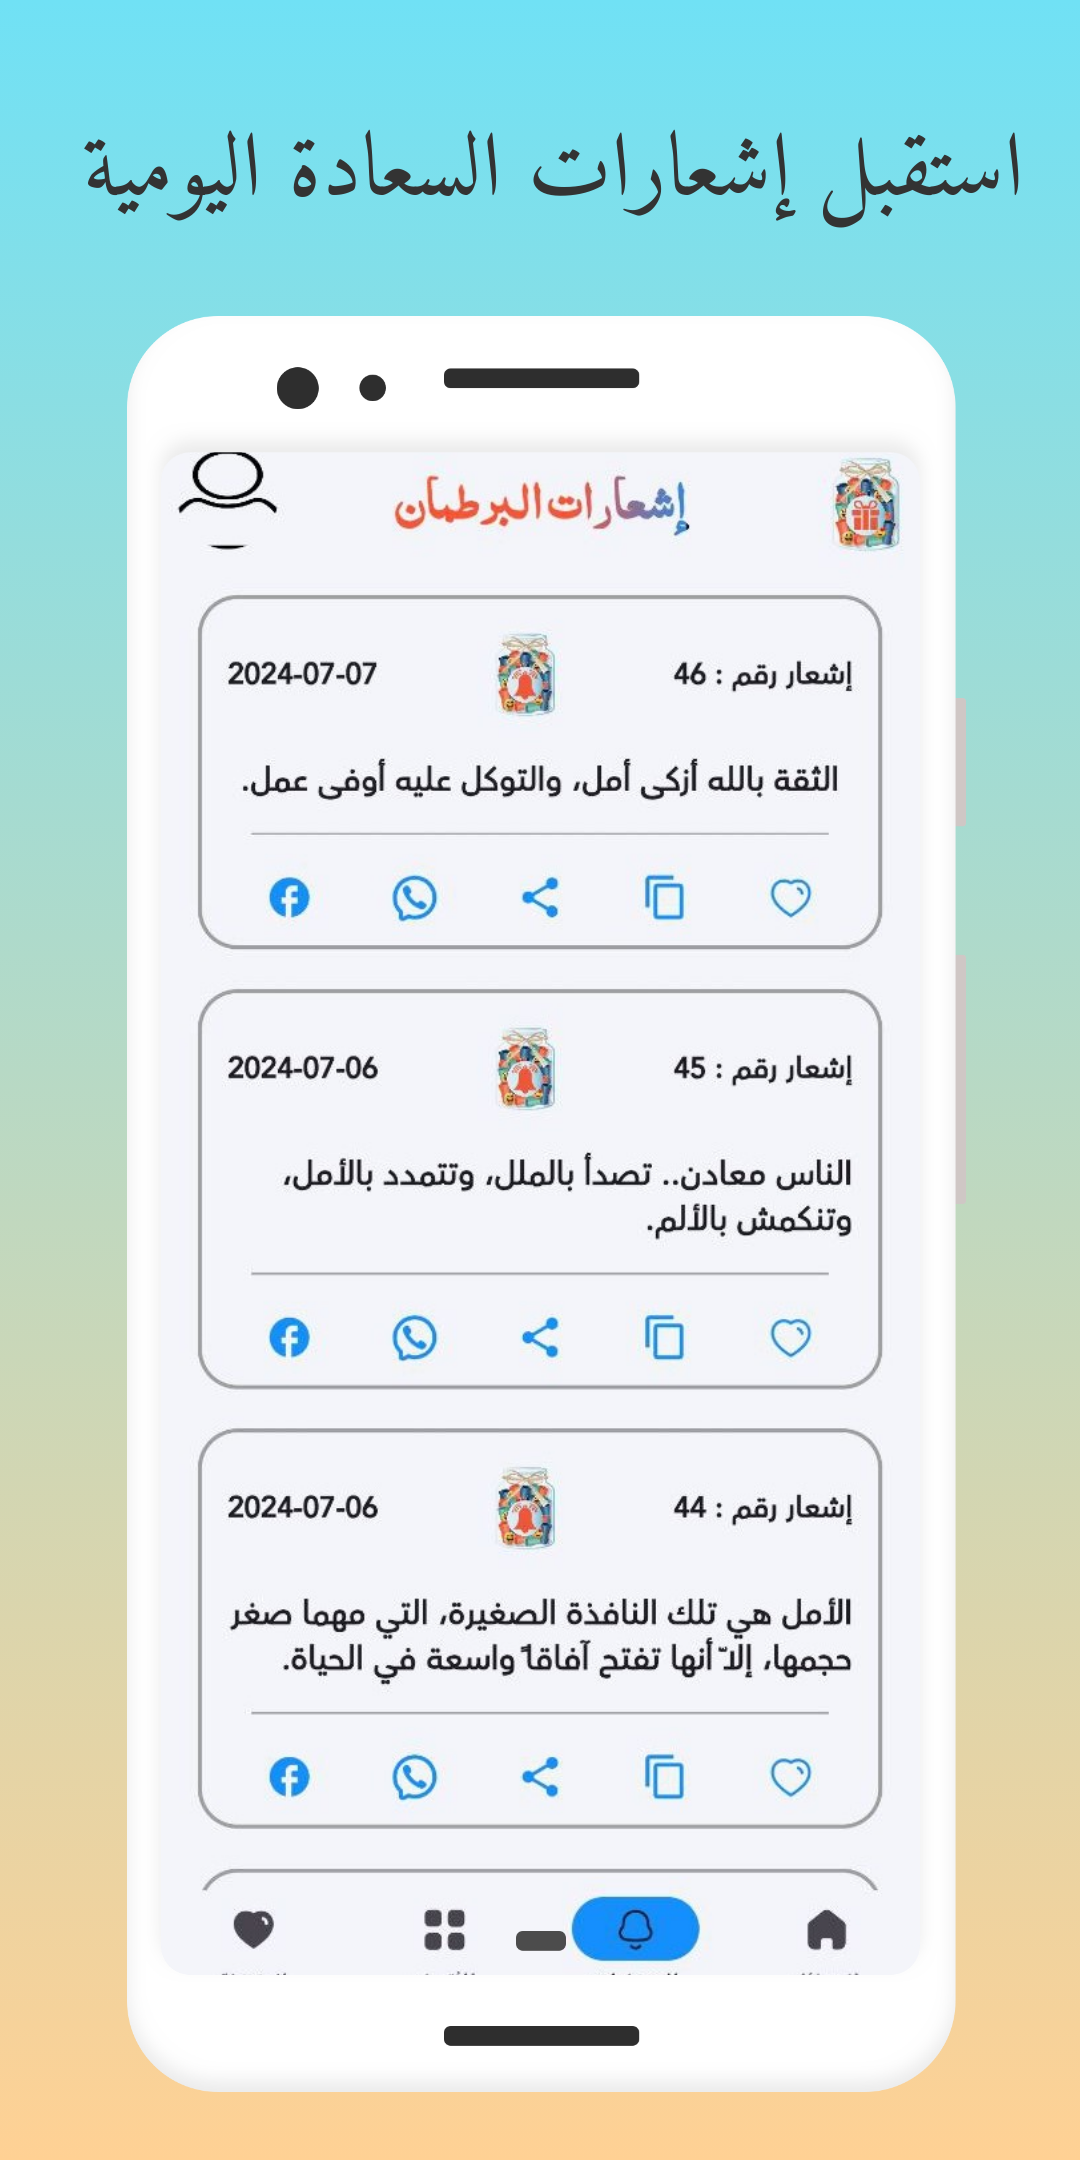 استقبل إشعارات السعادة اليومية
إشعارات البرطمان
إشعار رقم : 46
2024-07-07
الثقة بالله أزكى أمل، والتوكل عليه أوفى عمل.
إشعار رقم : 45
2024-07-06
الناس معادن.. تصدأ بالملل، وتتمدد بالأمل،
وتنكمش بالألم.
إشعار رقم : 44
2024-07-06
الأمل هي تلك النافذة الصغيرة، التي مهما صغر
حجمها، إلاّ أنها تفتح آفاقاً واسعة في الحياة.